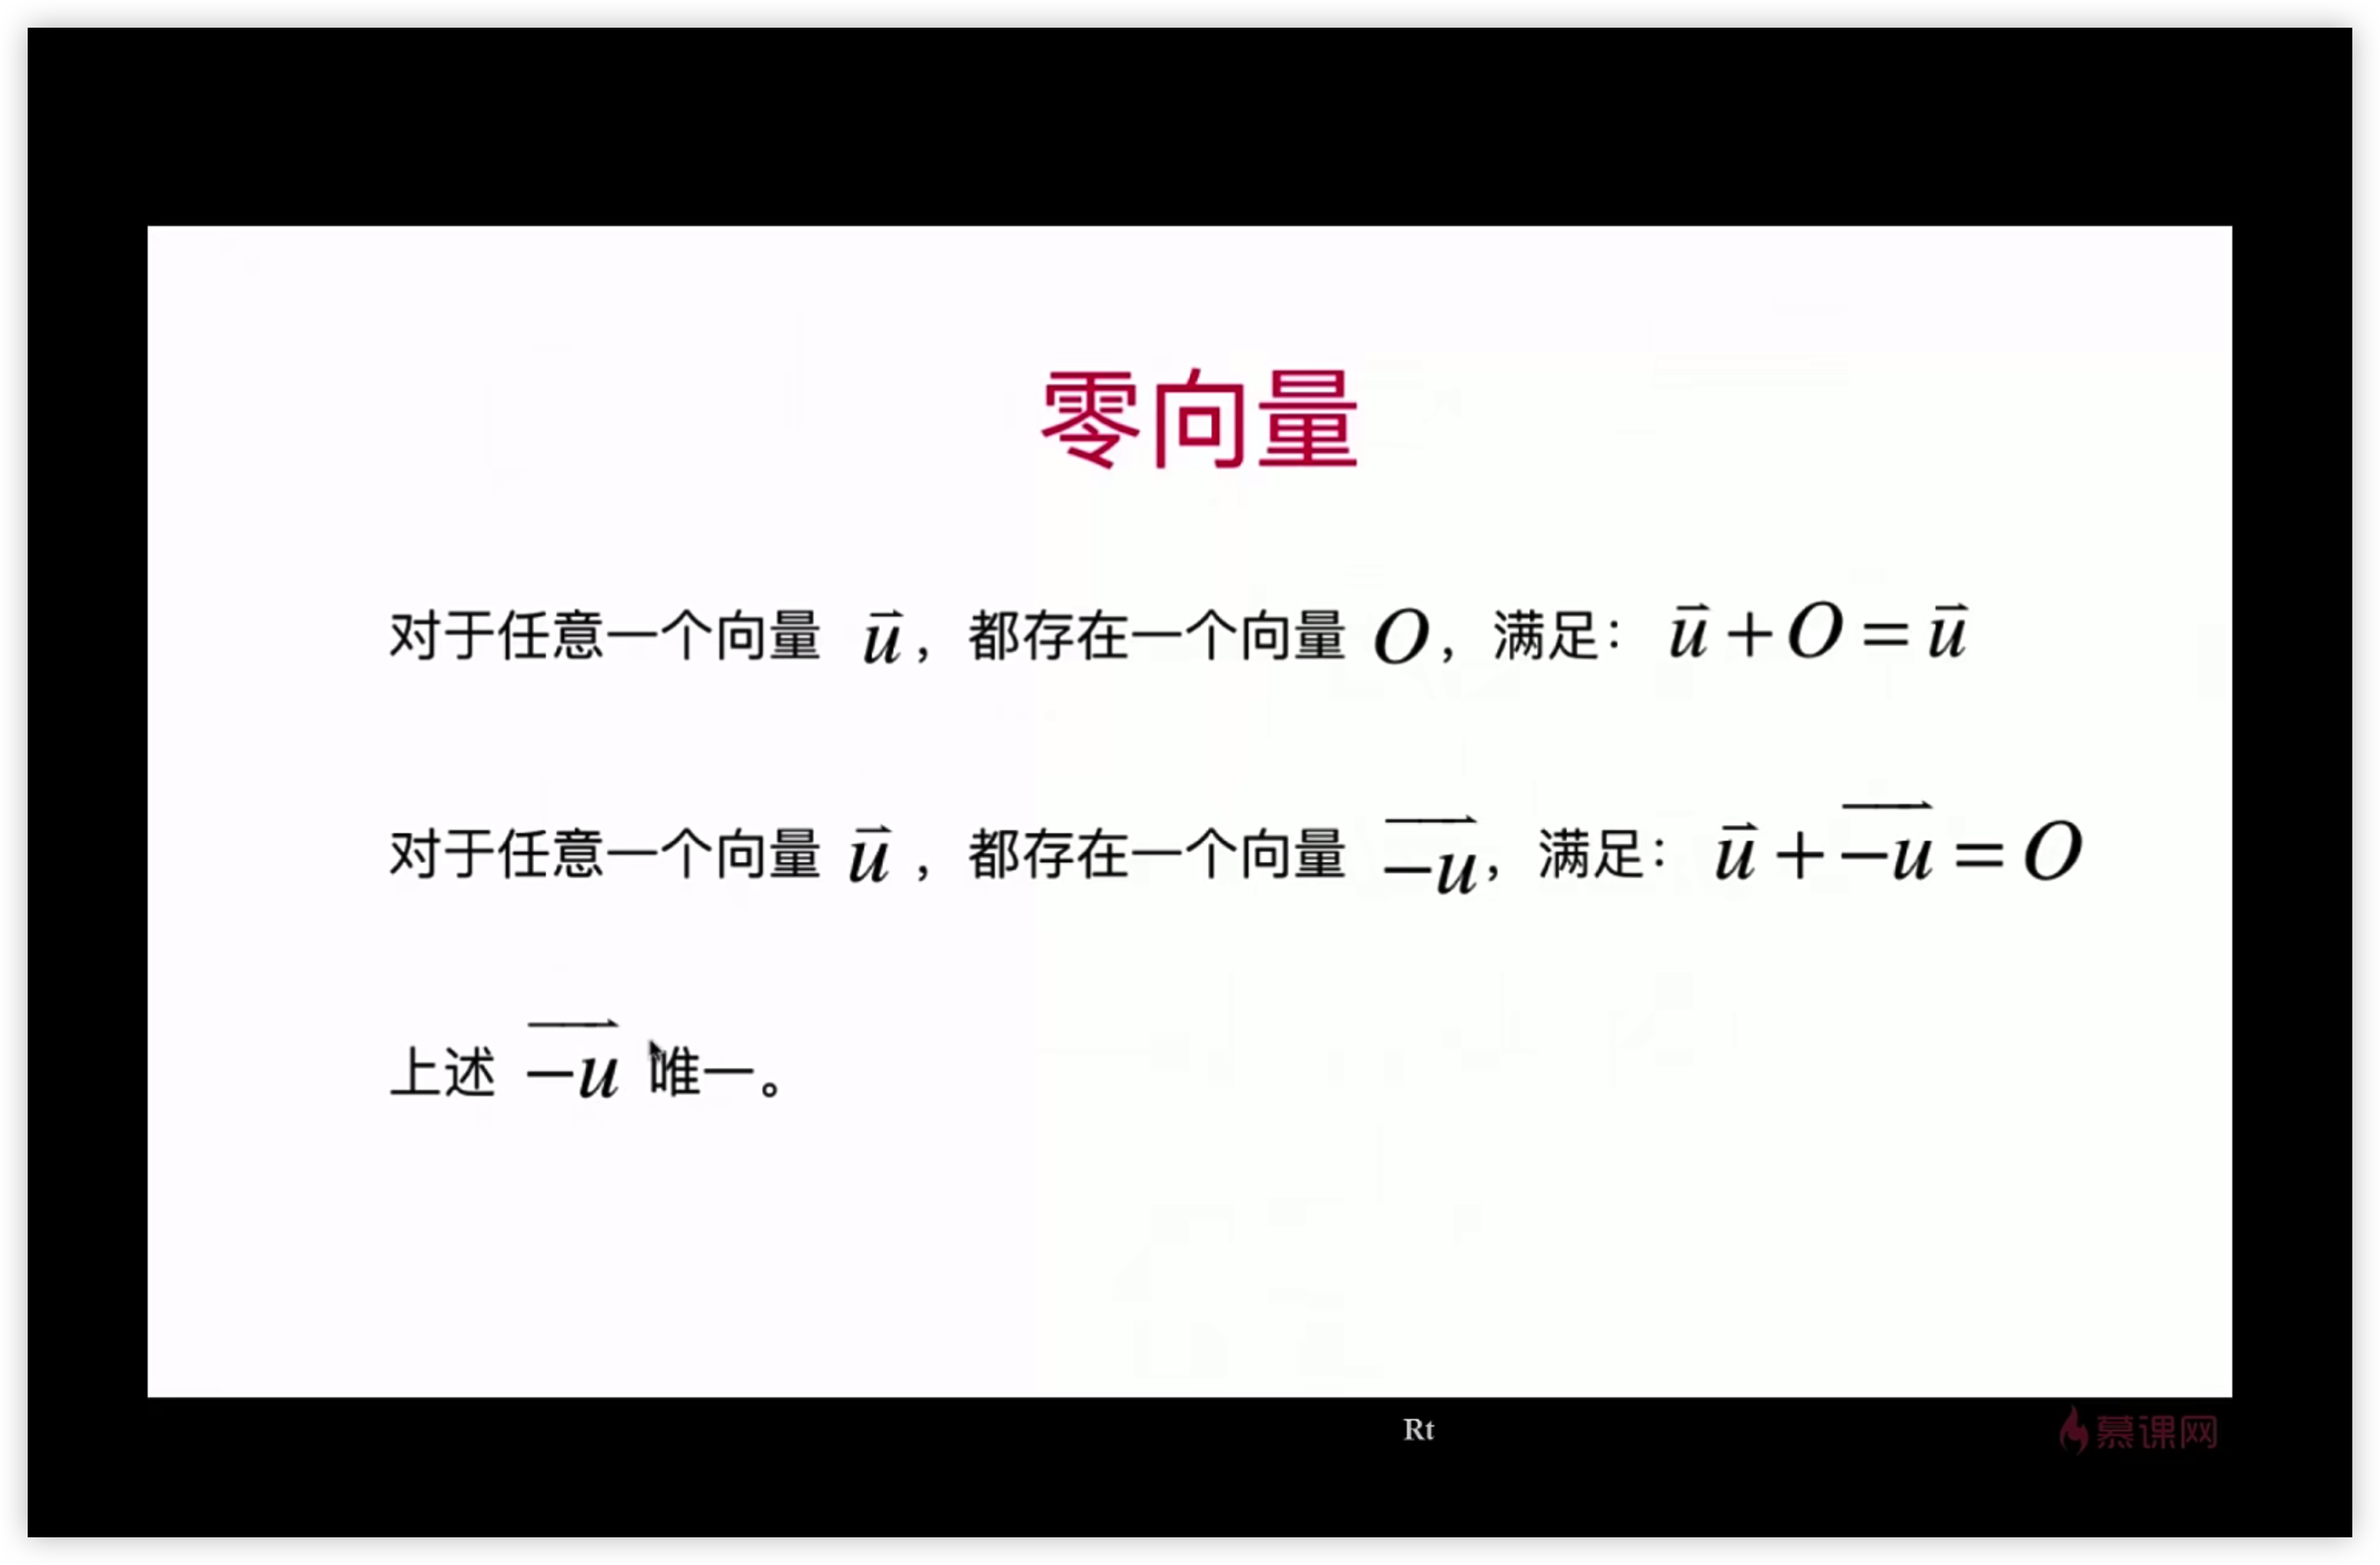 零向量
对于任意一个向量 $\vec{u}$，都存在一个向量 $O$，满足： $\vec{u} + O = \vec{u}$
对于任意一个向量 $\vec{u}$，都存在一个向量 $\overrightarrow{-u}$，满足： $\vec{u} + \overrightarrow{-u} = O$
上述 $\overrightarrow{-u}$ 唯一。
Rt
慕课网